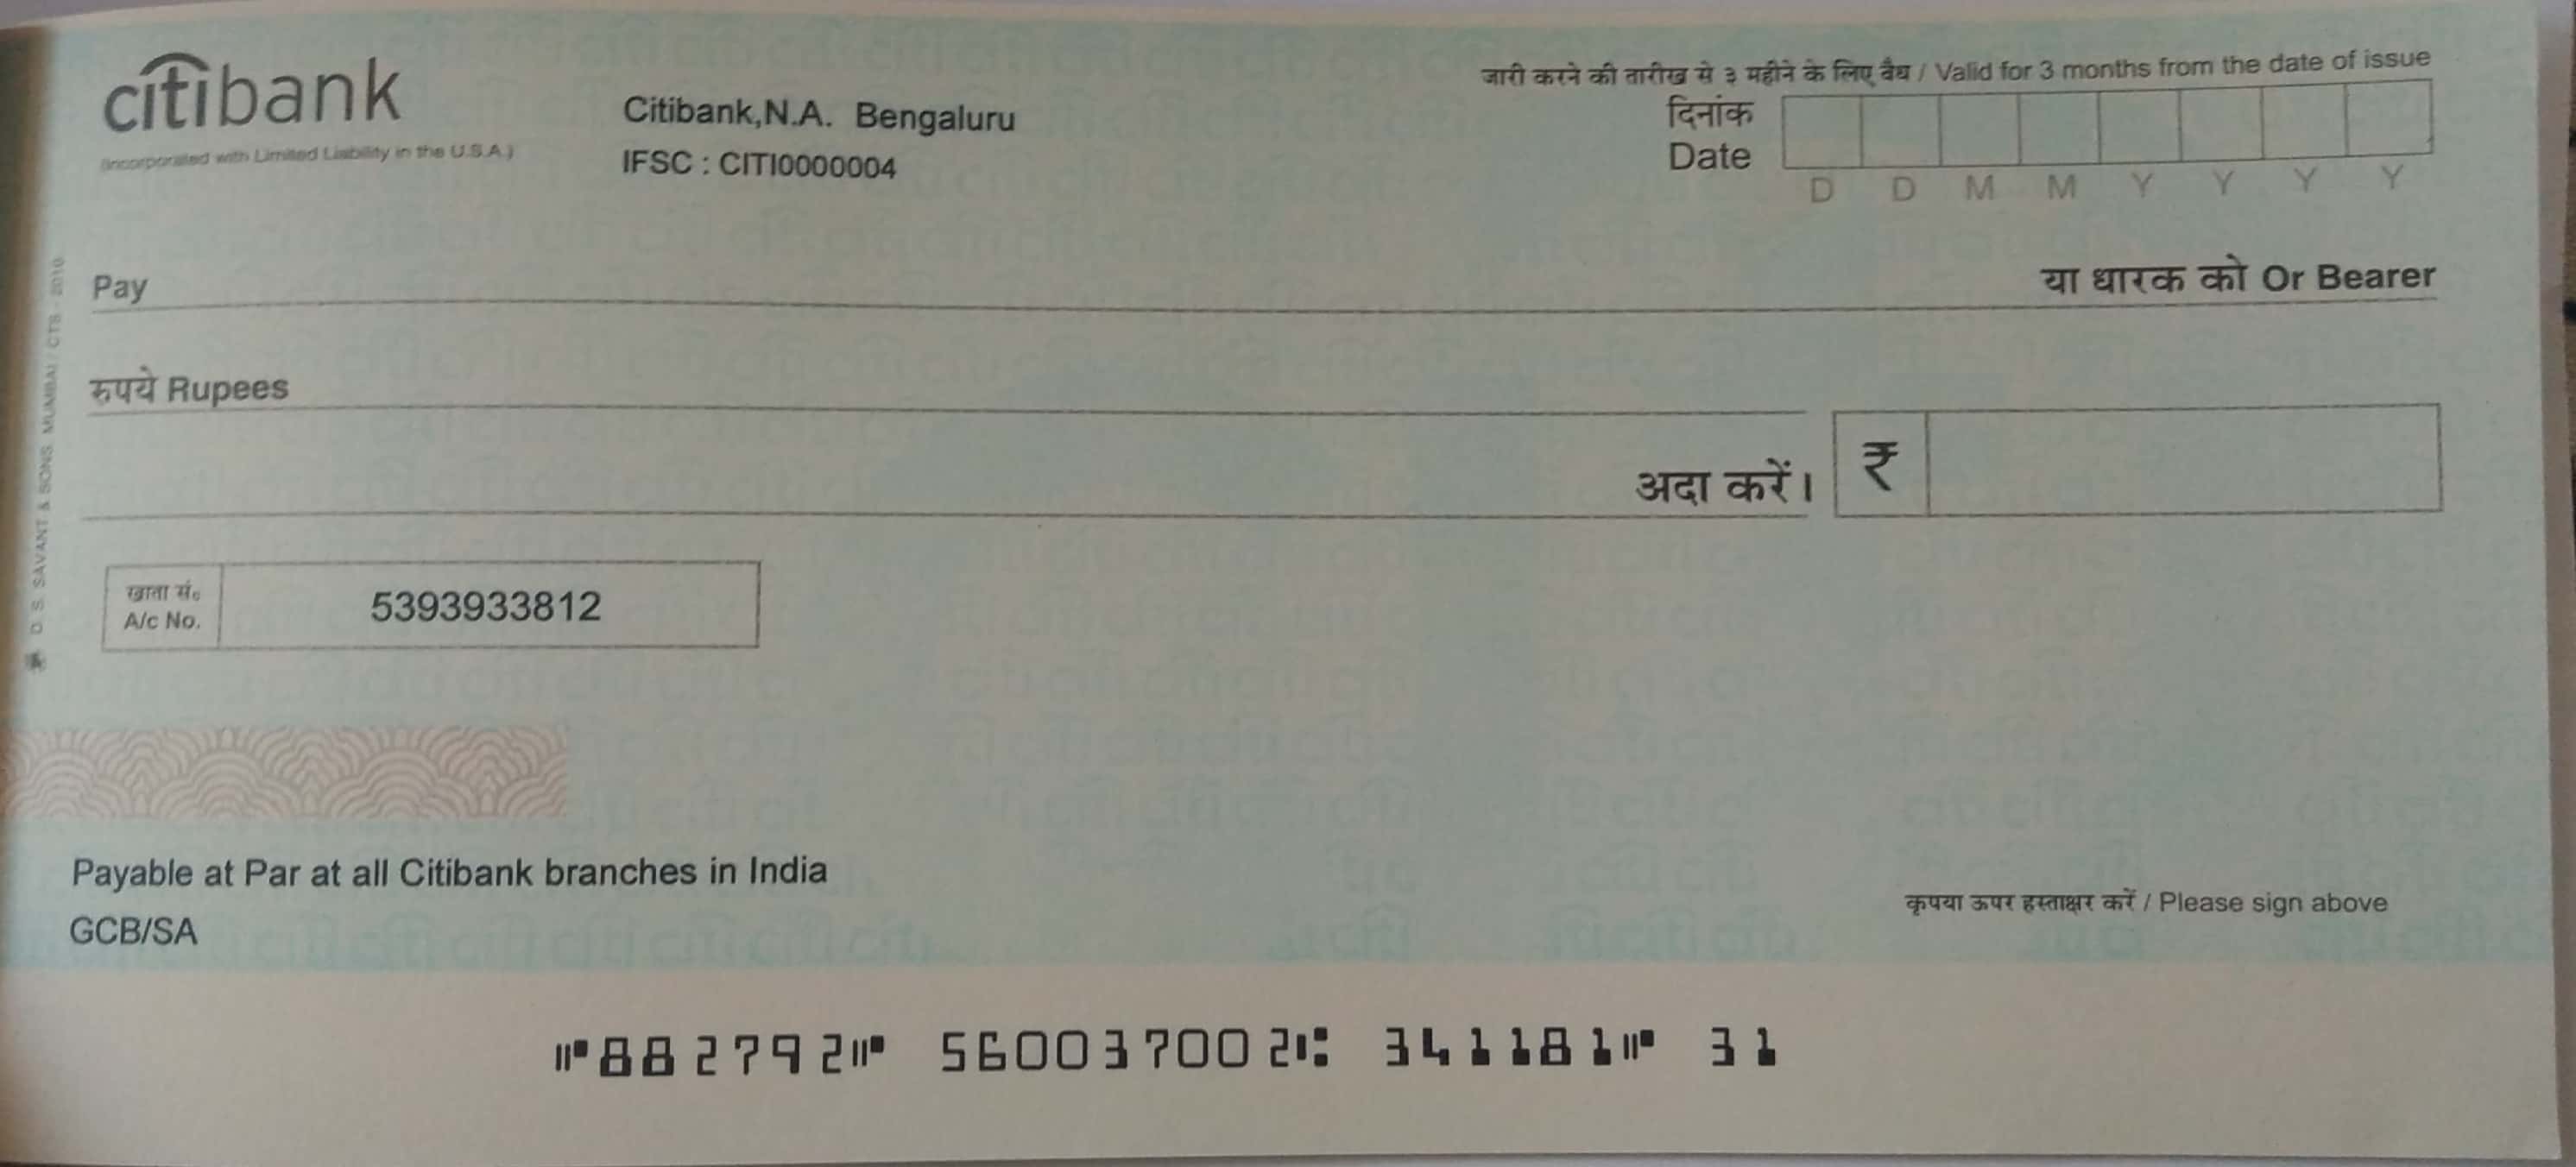 citibank
(Incorporated with Limited Liability in the U.S.A.)
Citibank,N.A. Bengaluru
IFSC : CITI0000004
जारी करने की तारीख से ३ महीने के लिए वैध / Valid for 3 months from the date of issue
दिनांक
Date
D D M M Y Y Y Y
Pay
या धारक को Or Bearer
रुपये Rupees
अदा करें।
₹
खाता सं०
A/c No.
5393933812
D. S. SAVANT & SONS. MUMBAI / CTS - 2010
Payable at Par at all Citibank branches in India
GCB/SA
कृपया ऊपर हस्ताक्षर करें / Please sign above
⑈882792⑈ 560037002⑆ 341181⑈ 31